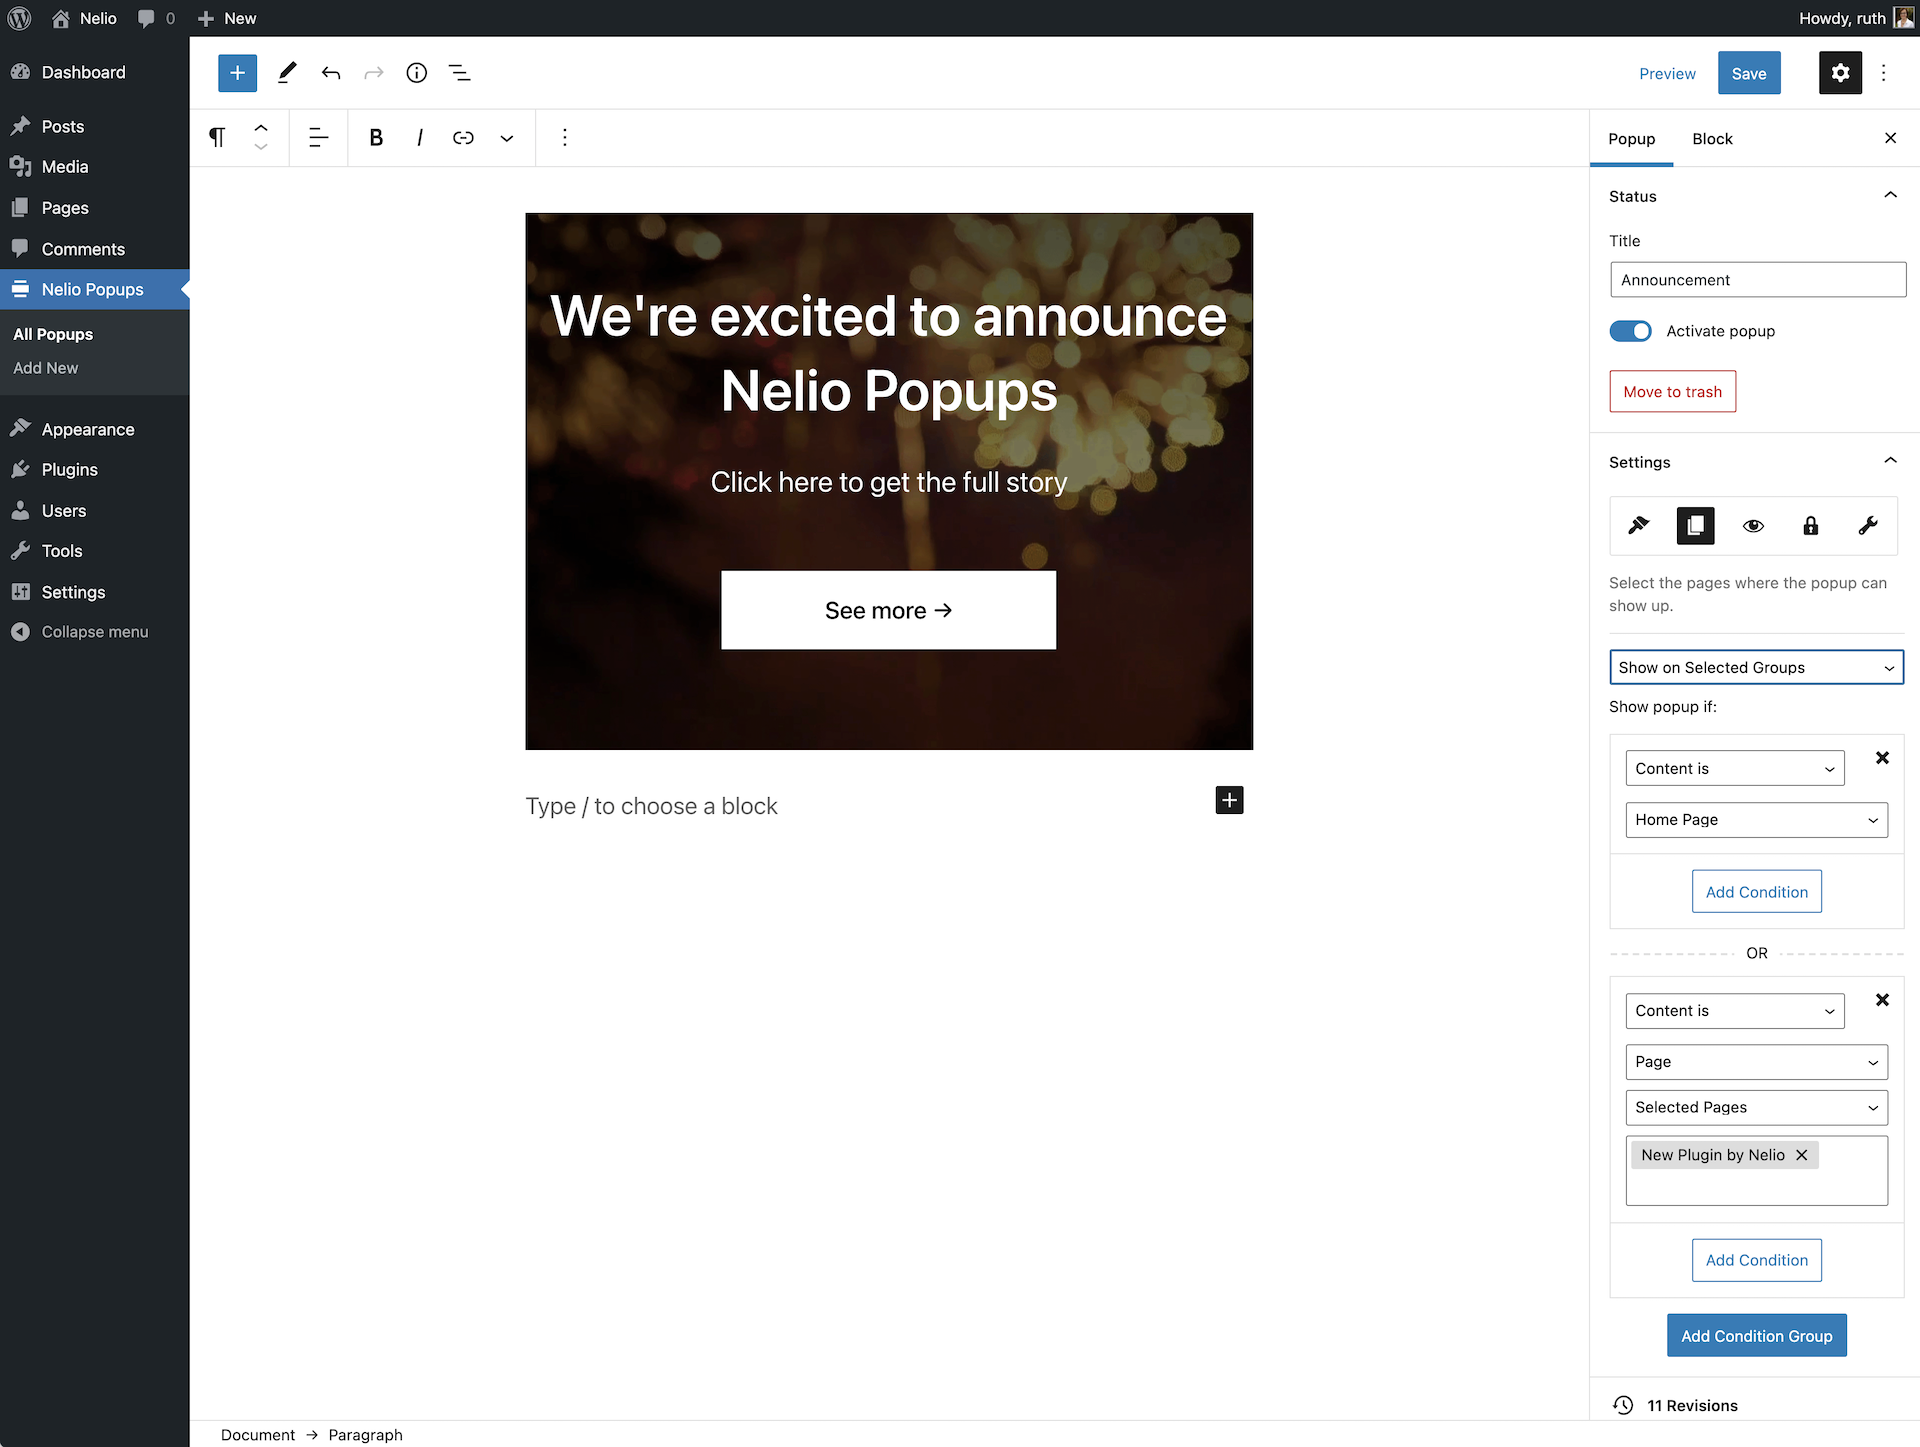 Nelio
0
New
Howdy, ruth
Dashboard
Posts
Media
Pages
Comments
Nelio Popups
All Popups
Add New
Appearance
Plugins
Users
Tools
Settings
Collapse menu
Preview
Save
B I
We're excited to announce
Nelio Popups
Click here to get the full story
See more →
Type / to choose a block
Popup
Block
Status
Title
Announcement
Activate popup
Move to trash
Settings
Select the pages where the popup can
show up.
Show on Selected Groups
Show popup if:
Content is
Home Page
Add Condition
OR
Content is
Page
Selected Pages
New Plugin by Nelio
Add Condition
Add Condition Group
11 Revisions
Document → Paragraph